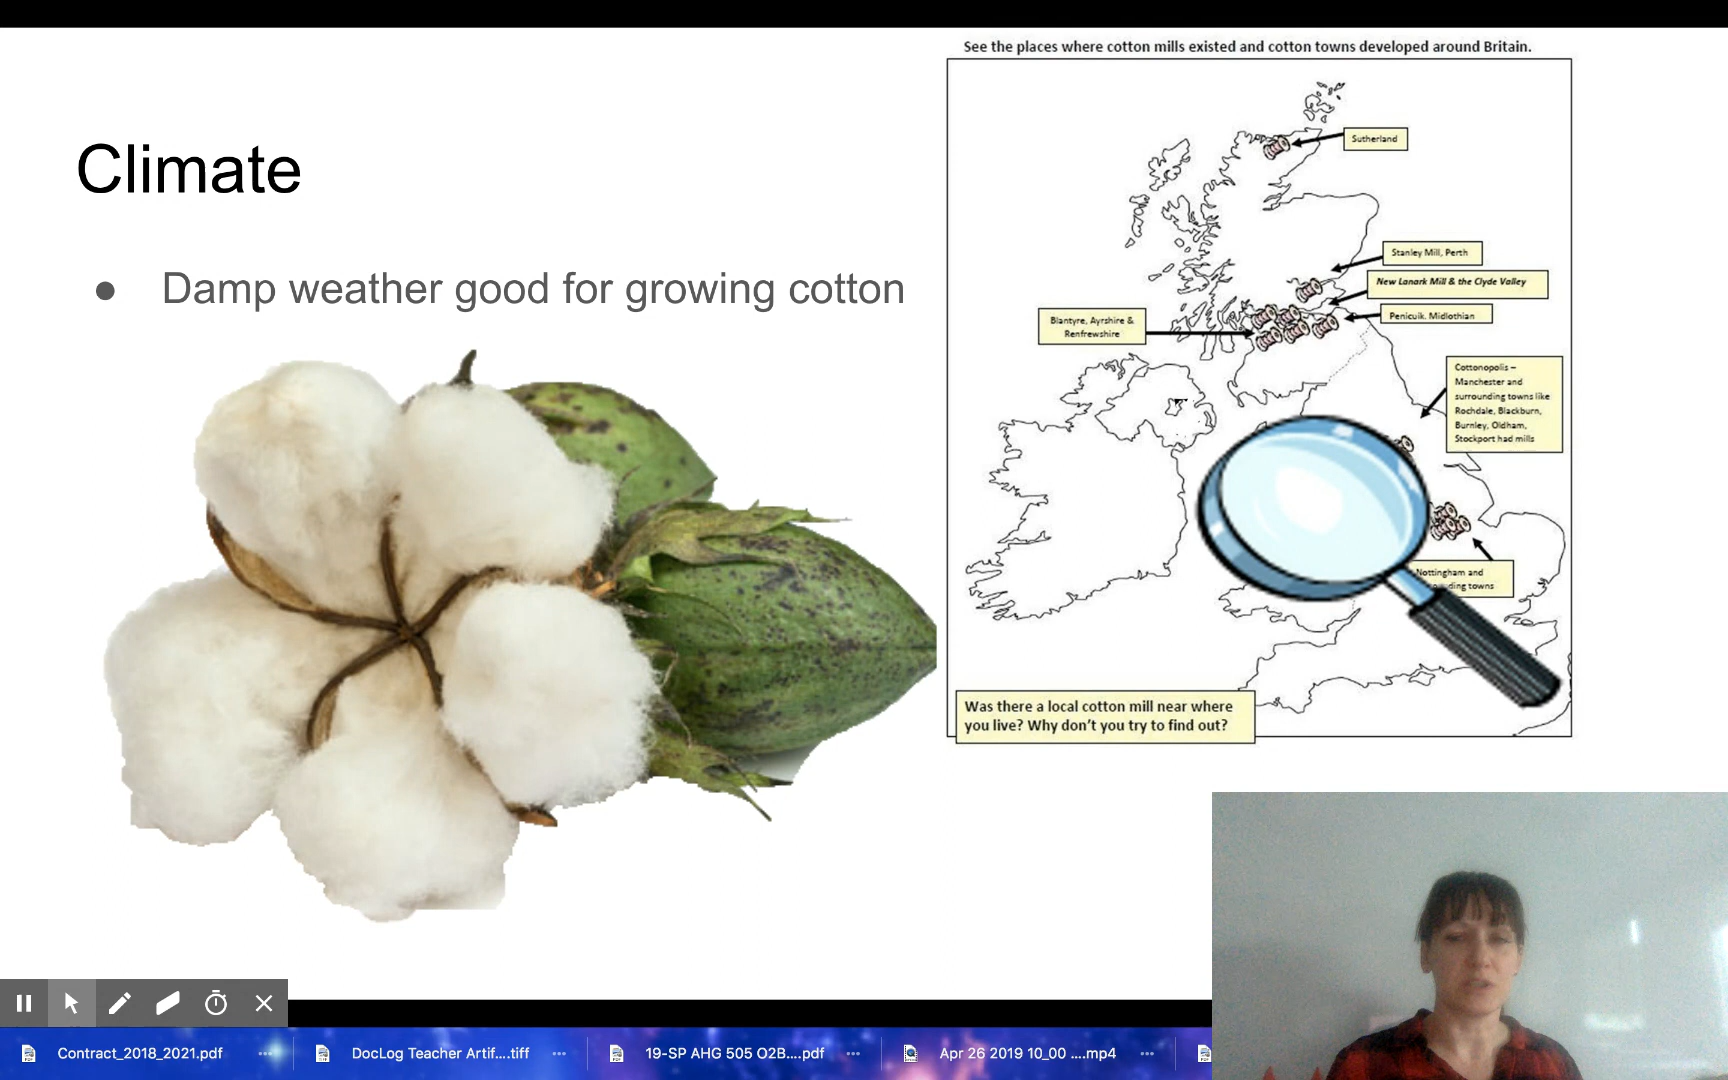 See the places where cotton mills existed and cotton towns developed around Britain.
Climate
● Damp weather good for growing cotton
Sutherland
Stanley Mill, Perth
New Lanark Mill & the Clyde Valley
Penicuik, Midlothian
Blantyre, Ayrshire &
Renfrewshire
Cottonopolis –
Manchester and
surrounding towns like
Rochdale, Blackburn,
Burnley, Oldham,
Stockport had mills
Nottingham and
towns
Was there a local cotton mill near where
you live? Why don't you try to find out?
Contract_2018_2021.pdf
DocLog Teacher Artif....tiff
19-SP AHG 505 O2B....pdf
Apr 26 2019 10_00 ....mp4